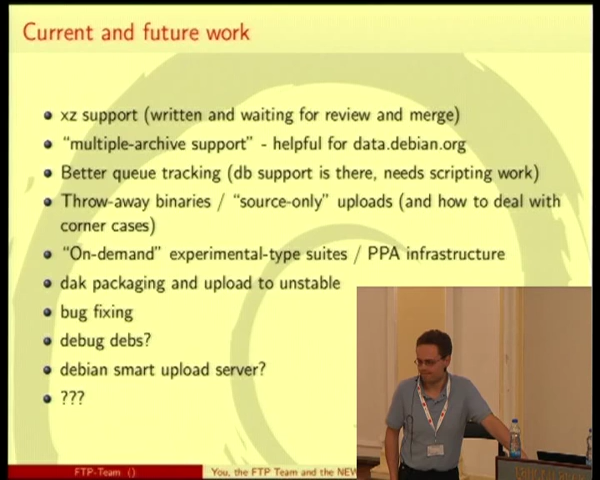 Current and future work
xz support (written and waiting for review and merge)
"multiple-archive support" - helpful for data.debian.org
Better queue tracking (db support is there, needs scripting work)
Throw-away binaries / "source-only" uploads (and how to deal with
corner cases)
"On-demand" experimental-type suites / PPA infrastructure
dak packaging and upload to unstable
bug fixing
debug debs?
debian smart upload server?
???
FTP-Team ()
You, the FTP Team and the NEW